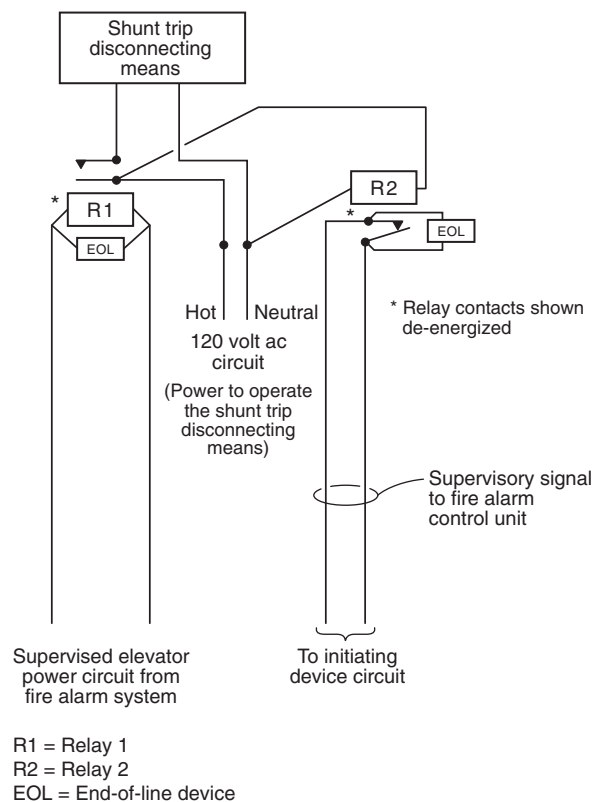 Shunt trip
disconnecting
means
*
R1
EOL
R2
*
EOL
Hot
Neutral
120 volt ac
circuit
(Power to operate
the shunt trip
disconnecting
means)
* Relay contacts shown
de-energized
Supervisory signal
to fire alarm
control unit
Supervised elevator
power circuit from
fire alarm system
To initiating
device circuit
R1 = Relay 1
R2 = Relay 2
EOL = End-of-line device